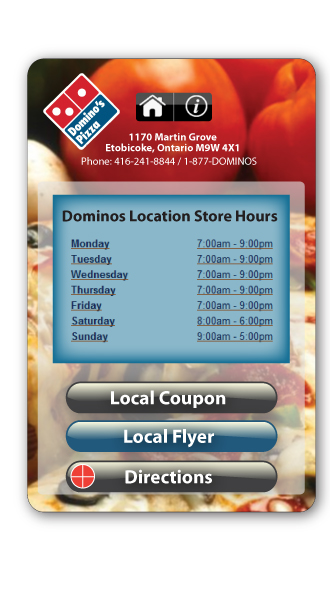 Domino's
Pizza
1170 Martin Grove
Etobicoke, Ontario M9W 4X1
Phone: 416-241-8844 / 1-877-DOMINOS
Dominos Location Store Hours
Monday 7:00am - 9:00pm
Tuesday 7:00am - 9:00pm
Wednesday 7:00am - 9:00pm
Thursday 7:00am - 9:00pm
Friday 7:00am - 9:00pm
Saturday 8:00am - 6:00pm
Sunday 9:00am - 5:00pm
Local Coupon
Local Flyer
Directions